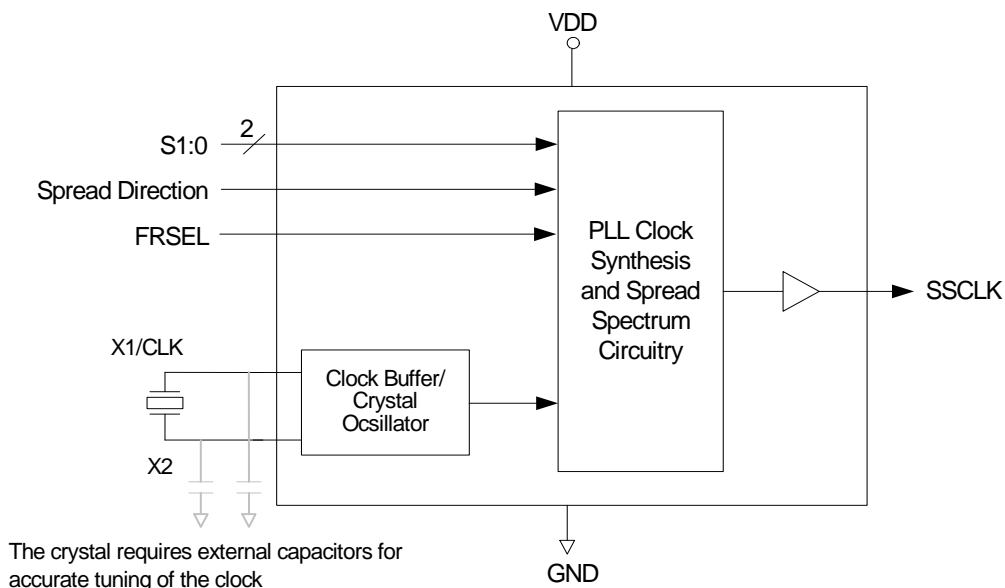 VDD
2
S1:0
Spread Direction
FRSEL
PLL Clock
Synthesis
and Spread
Spectrum
Circuitry
SSCLK
X1/CLK
Clock Buffer/
Crystal
Ocsillator
X2
The crystal requires external capacitors for
accurate tuning of the clock
GND